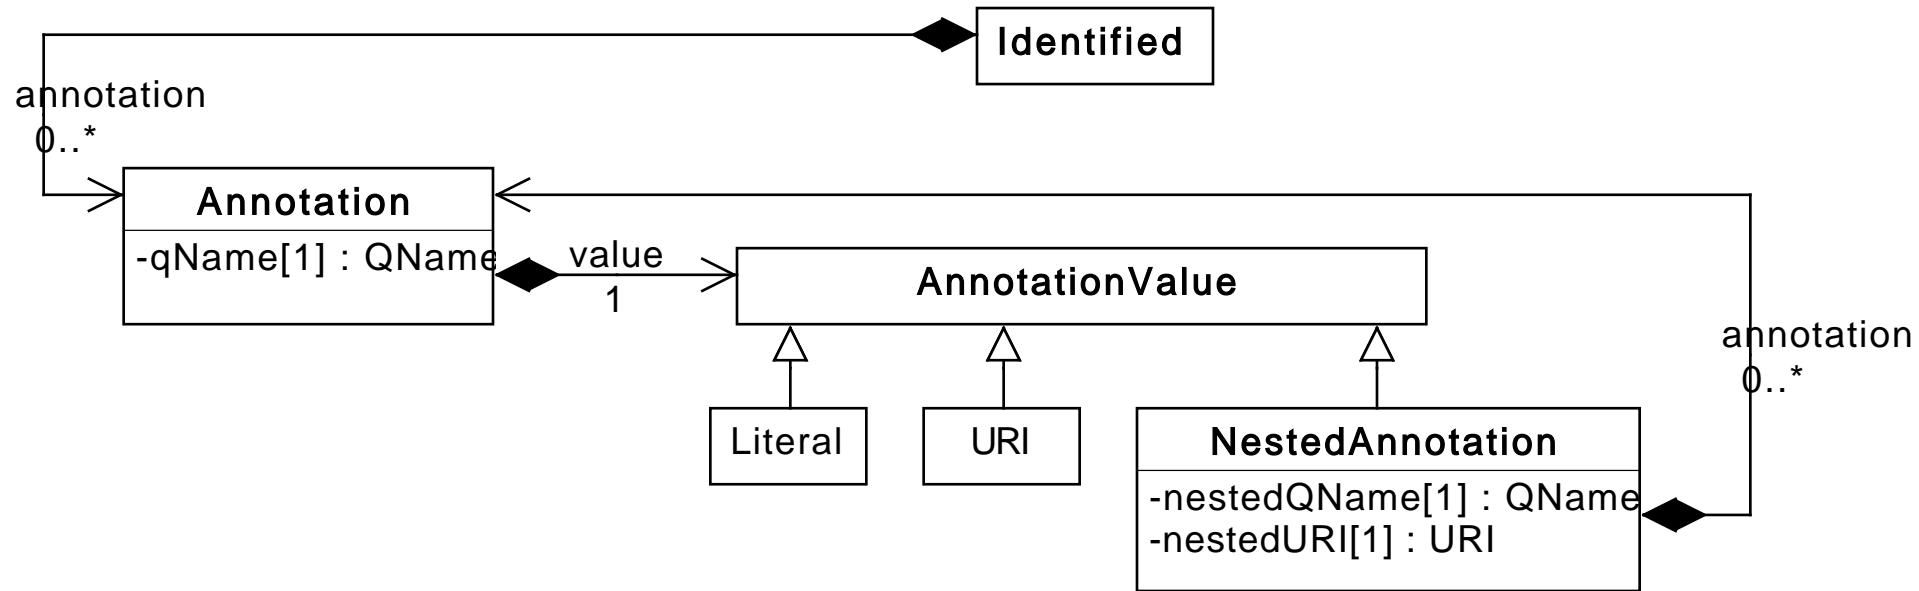 Identified
annotation
0..*
Annotation
-qName[1] : QName
value
1
AnnotationValue
annotation
0..*
Literal
URI
NestedAnnotation
-nestedQName[1] : QName
-nestedURI[1] : URI